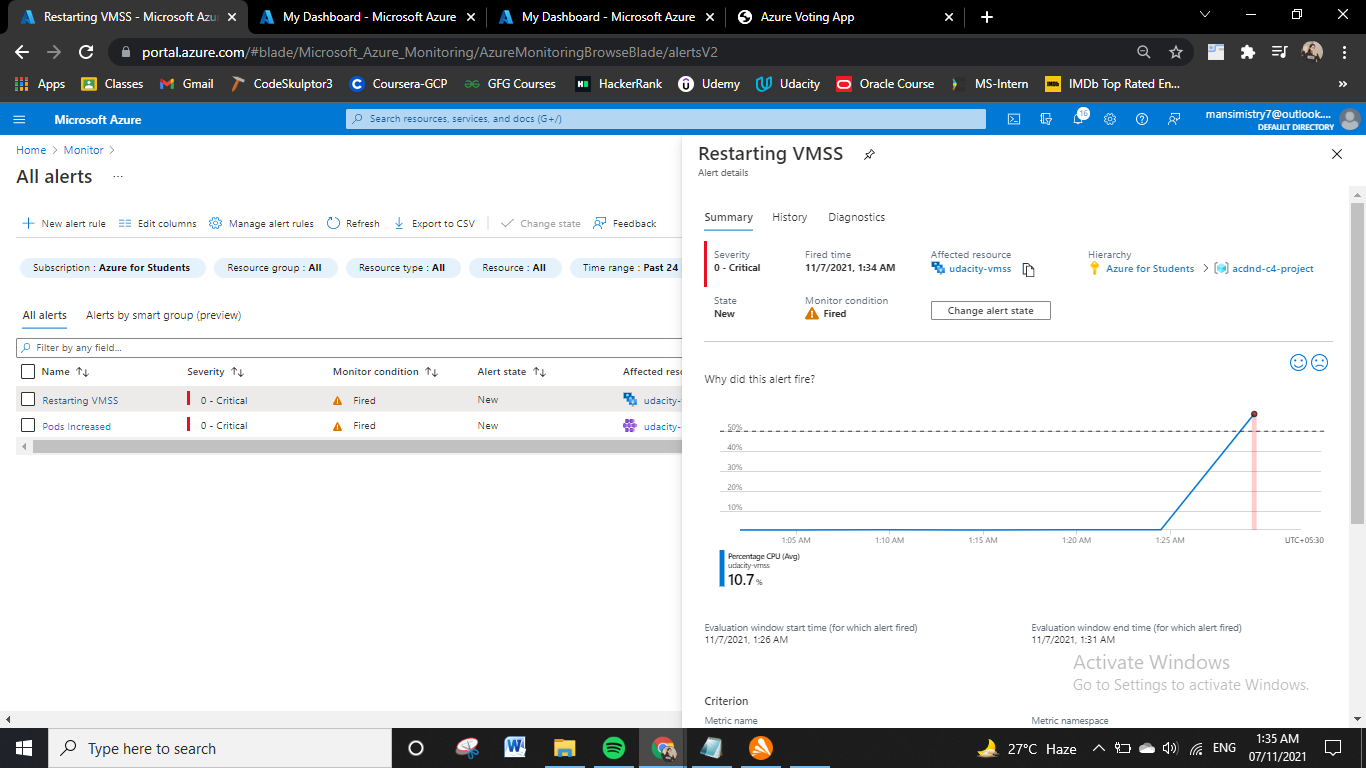 Restarting VMSS - Microsoft Azu
My Dashboard - Microsoft Azure
My Dashboard - Microsoft Azure
Azure Voting App
portal.azure.com/#blade/Microsoft_Azure_Monitoring/AzureMonitoringBrowseBlade/alertsV2
Apps
Classes
Gmail
CodeSkulptor3
Coursera-GCP
GFG Courses
HackerRank
Udemy
Udacity
Oracle Course
MS-Intern
IMDb Top Rated En...
Microsoft Azure
Search resources, services, and docs (G+/)
16
mansimistry7@outlook....
DEFAULT DIRECTORY
Home > Monitor >
All alerts ...
New alert rule
Edit columns
Manage alert rules
Refresh
Export to CSV
Change state
Feedback
Subscription : Azure for Students
Resource group : All
Resource type : All
Resource : All
Time range : Past 24
All alerts
Alerts by smart group (preview)
Filter by any field...
Name ↑↓ Severity ↑↓ Monitor condition ↑↓ Alert state ↑↓ Affected reso
Restarting VMSS 0 - Critical Fired New udacity-
Pods Increased 0 - Critical Fired New udacity-
Restarting VMSS
Alert details
Summary
History
Diagnostics
Severity
0 - Critical
Fired time
11/7/2021, 1:34 AM
Affected resource
udacity-vmss
Hierarchy
Azure for Students > acdnd-c4-project
State
New
Monitor condition
Fired
Change alert state
Why did this alert fire?
50%
40%
30%
20%
10%
1:05 AM 1:10 AM 1:15 AM 1:20 AM 1:25 AM UTC+05:30
Percentage CPU (Avg)
udacity-vmss
10.7 %
Evaluation window start time (for which alert fired)
11/7/2021, 1:26 AM
Evaluation window end time (for which alert fired)
11/7/2021, 1:31 AM
Activate Windows
Go to Settings to activate Windows.
Criterion
Metric name
Metric namespace
Type here to search
27°C Haze
ENG
1:35 AM
07/11/2021